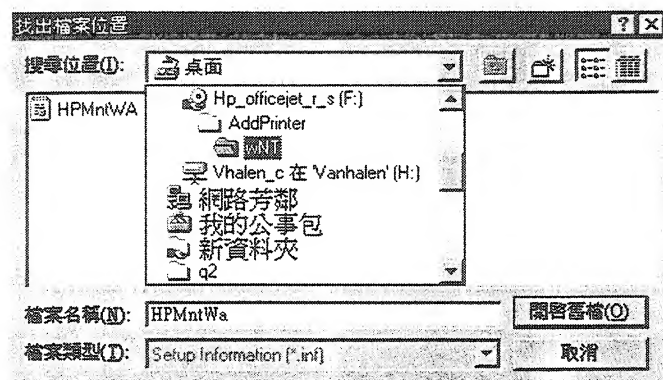 找出檔案位置
搜尋位置(I): 桌面
HPMntWA
Hp_officejet_r_s (F:)
AddPrinter
wNT
Vhalen_c 在 'Vanhalen' (H:)
網路芳鄰
我的公事包
新資料夾
q2
檔案名稱(N): HPMntWa 開啓舊檔(O)
檔案類型(T): Setup Information (*.inf) 取消